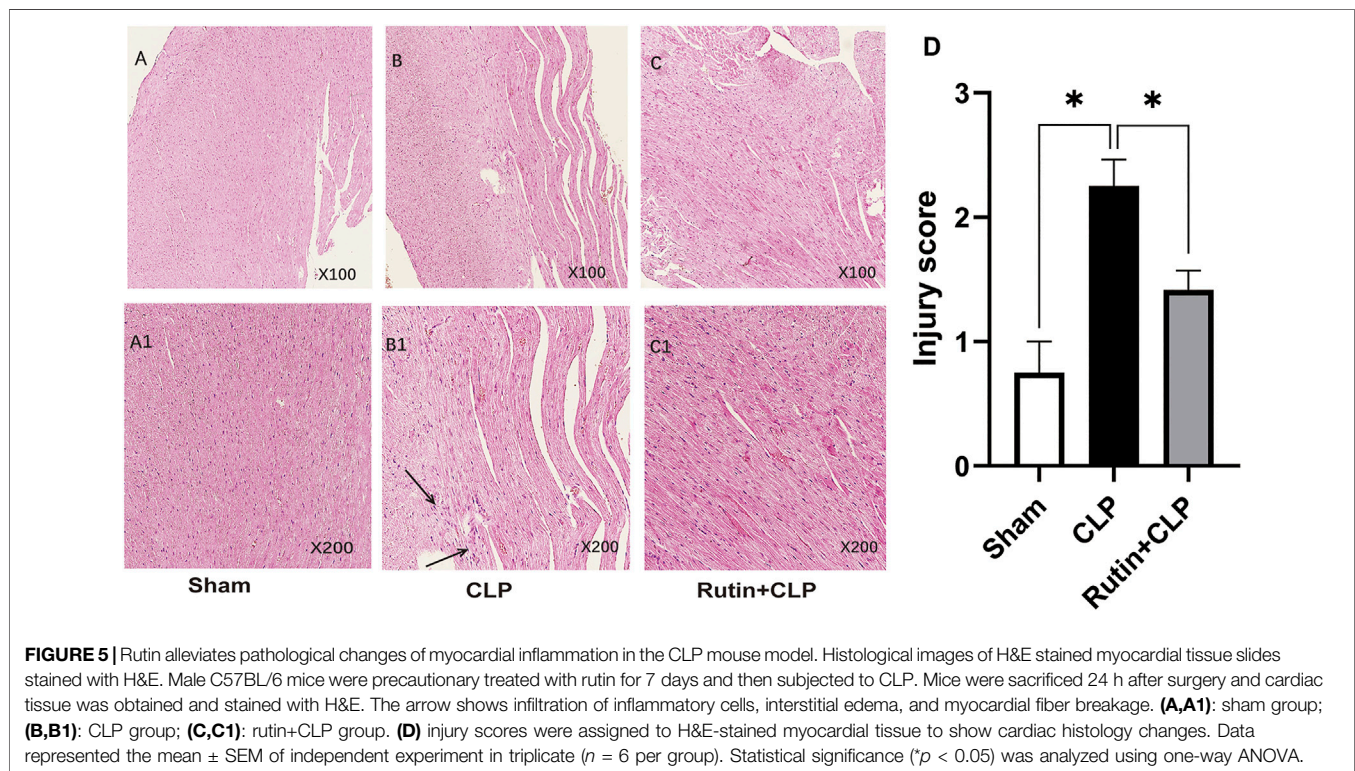 A
B
C
X100
X100
X100
A1
B1
C1
X200
X200
X200
Sham
CLP
Rutin+CLP
D
Injury score
3
2
1
0
*
*
Sham
CLP
Rutin+CLP
FIGURE 5 | Rutin alleviates pathological changes of myocardial inflammation in the CLP mouse model. Histological images of H&E stained myocardial tissue slides
stained with H&E. Male C57BL/6 mice were precautionary treated with rutin for 7 days and then subjected to CLP. Mice were sacrificed 24 h after surgery and cardiac
tissue was obtained and stained with H&E. The arrow shows infiltration of inflammatory cells, interstitial edema, and myocardial fiber breakage. (A,A1): sham group;
(B,B1): CLP group; (C,C1): rutin+CLP group. (D) injury scores were assigned to H&E-stained myocardial tissue to show cardiac histology changes. Data
represented the mean ± SEM of independent experiment in triplicate (n = 6 per group). Statistical significance (*p < 0.05) was analyzed using one-way ANOVA.